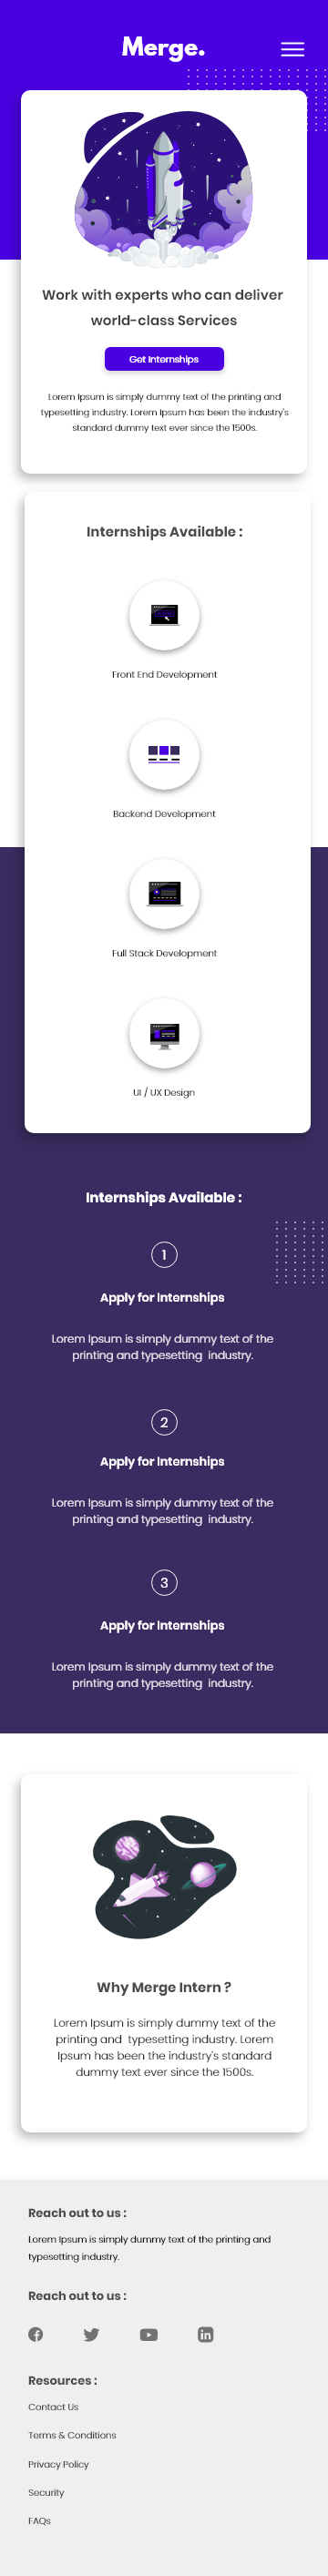 Merge.
Work with experts who can deliver
world-class Services
Get Internships
Lorem Ipsum is simply dummy text of the printing and
typesetting industry. Lorem Ipsum has been the industry's
standard dummy text ever since the 1500s.
Internships Available :
Front End Development
Backend Development
Full Stack Development
UI / UX Design
Internships Available :
1
Apply for Internships
Lorem Ipsum is simply dummy text of the
printing and typesetting industry.
2
Apply for Internships
Lorem Ipsum is simply dummy text of the
printing and typesetting industry.
3
Apply for Internships
Lorem Ipsum is simply dummy text of the
printing and typesetting industry.
Why Merge Intern ?
Lorem Ipsum is simply dummy text of the
printing and typesetting industry. Lorem
Ipsum has been the industry's standard
dummy text ever since the 1500s.
Reach out to us :
Lorem Ipsum is simply dummy text of the printing and
typesetting industry.
Reach out to us :
Resources :
Contact Us
Terms & Conditions
Privacy Policy
Security
FAQs